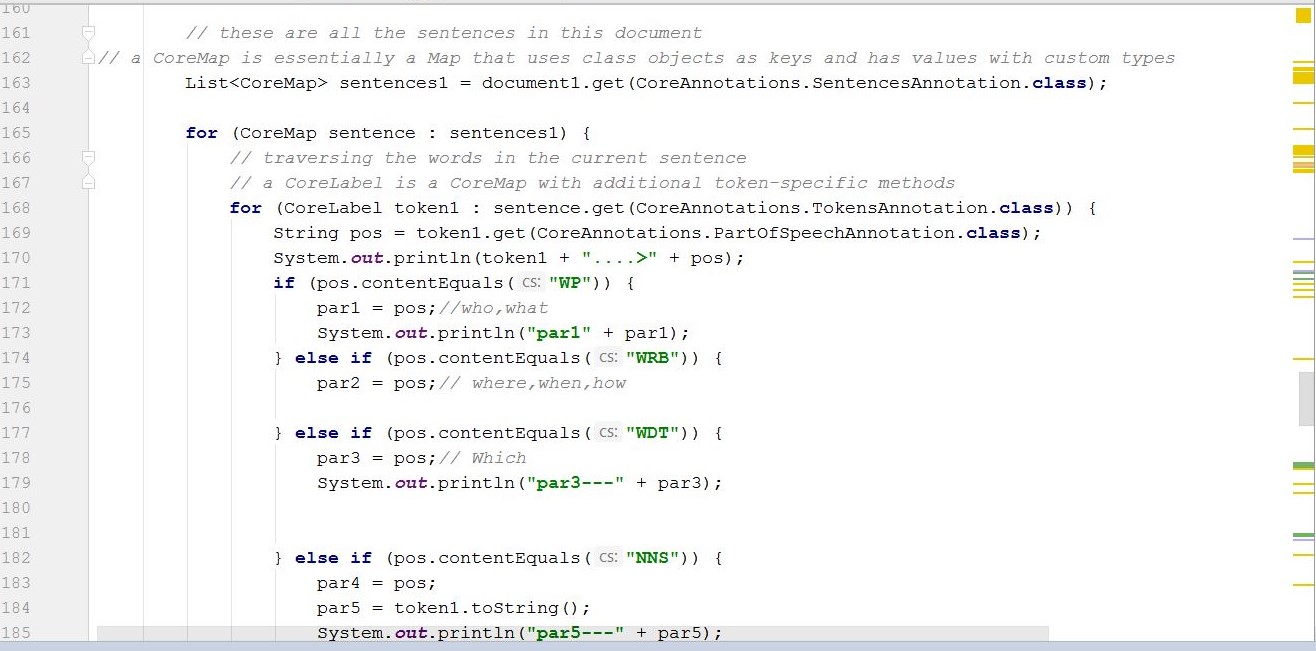 160
161 // these are all the sentences in this document
162 // a CoreMap is essentially a Map that uses class objects as keys and has values with custom types
163 List<CoreMap> sentences1 = document1.get(CoreAnnotations.SentencesAnnotation.class);
164
165 for (CoreMap sentence : sentences1) {
166 // traversing the words in the current sentence
167 // a CoreLabel is a CoreMap with additional token-specific methods
168 for (CoreLabel token1 : sentence.get(CoreAnnotations.TokensAnnotation.class)) {
169 String pos = token1.get(CoreAnnotations.PartOfSpeechAnnotation.class);
170 System.out.println(token1 + "....>" + pos);
171 if (pos.contentEquals( cs: "WP")) {
172 par1 = pos;//who,what
173 System.out.println("par1" + par1);
174 } else if (pos.contentEquals( cs: "WRB")) {
175 par2 = pos;// where,when,how
176
177 } else if (pos.contentEquals( cs: "WDT")) {
178 par3 = pos;// Which
179 System.out.println("par3---" + par3);
180
181
182 } else if (pos.contentEquals( cs: "NNS")) {
183 par4 = pos;
184 par5 = token1.toString();
185 System.out.println("par5---" + par5);